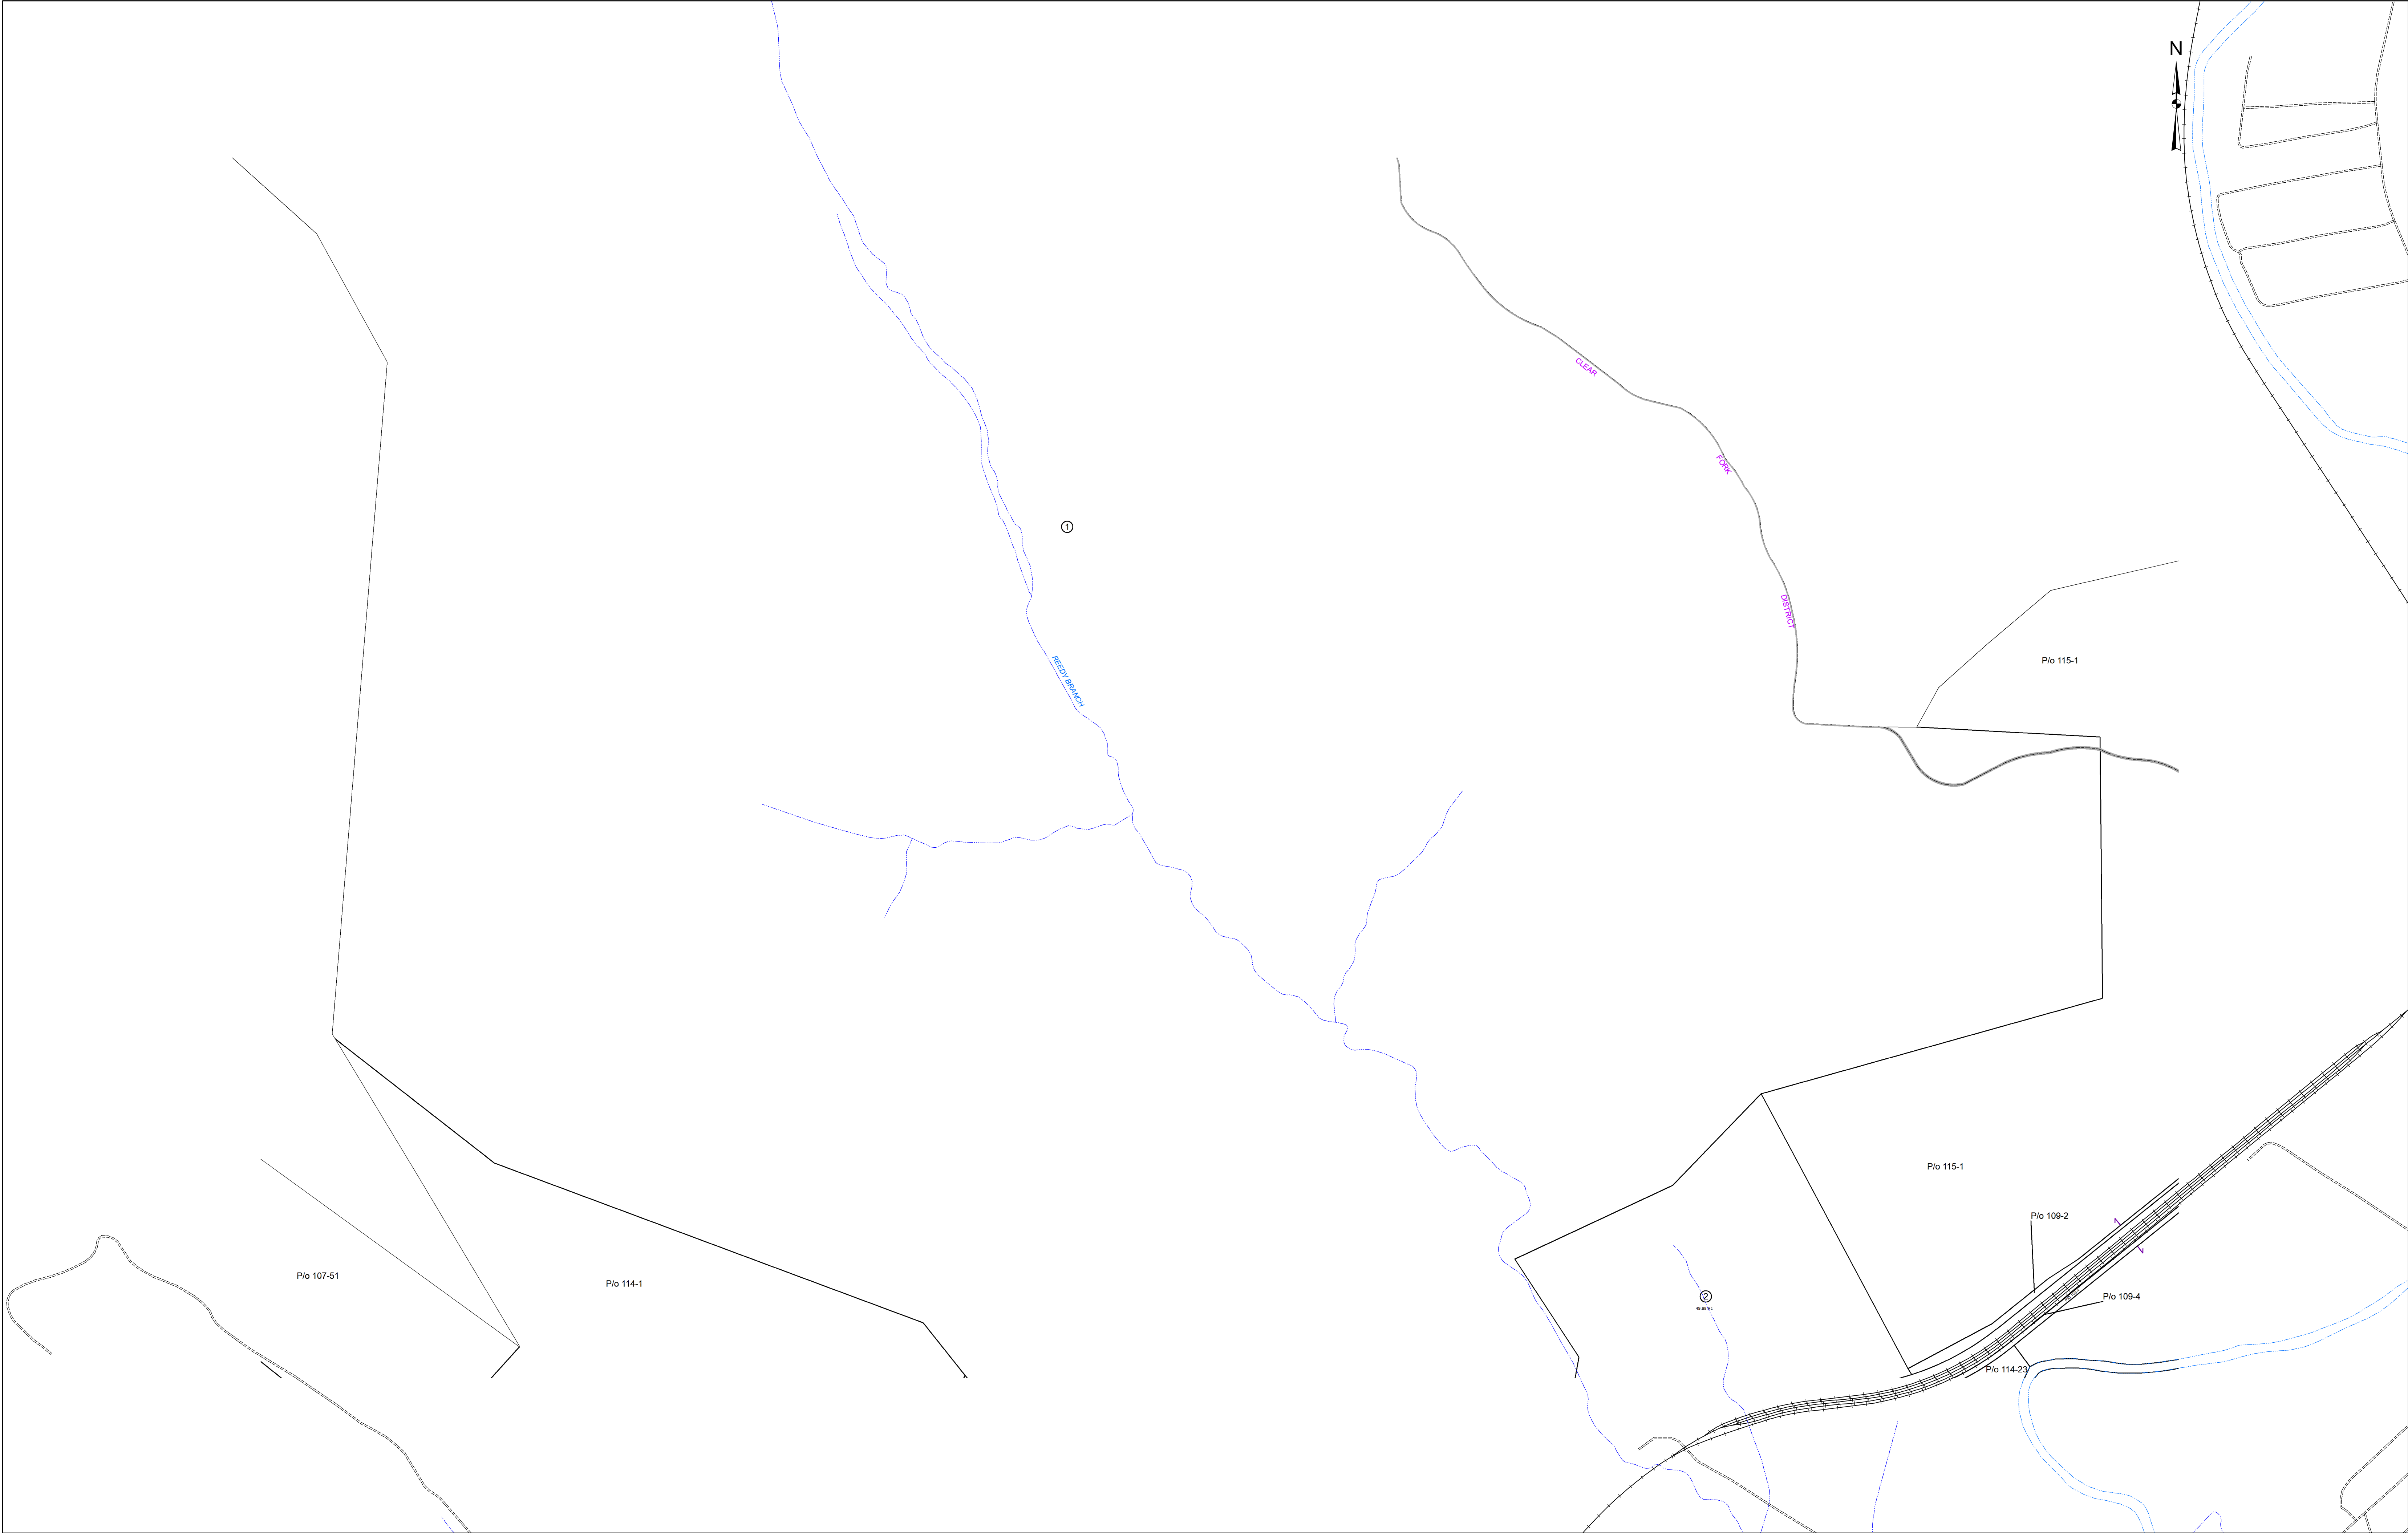 N
CLEAR
FORK
1
DISTRICT
REEDY BRANCH
P/o 115-1
P/o 115-1
P/o 109-2
P/o 107-51
P/o 114-1
2
P/o 109-4
P/o 114-23